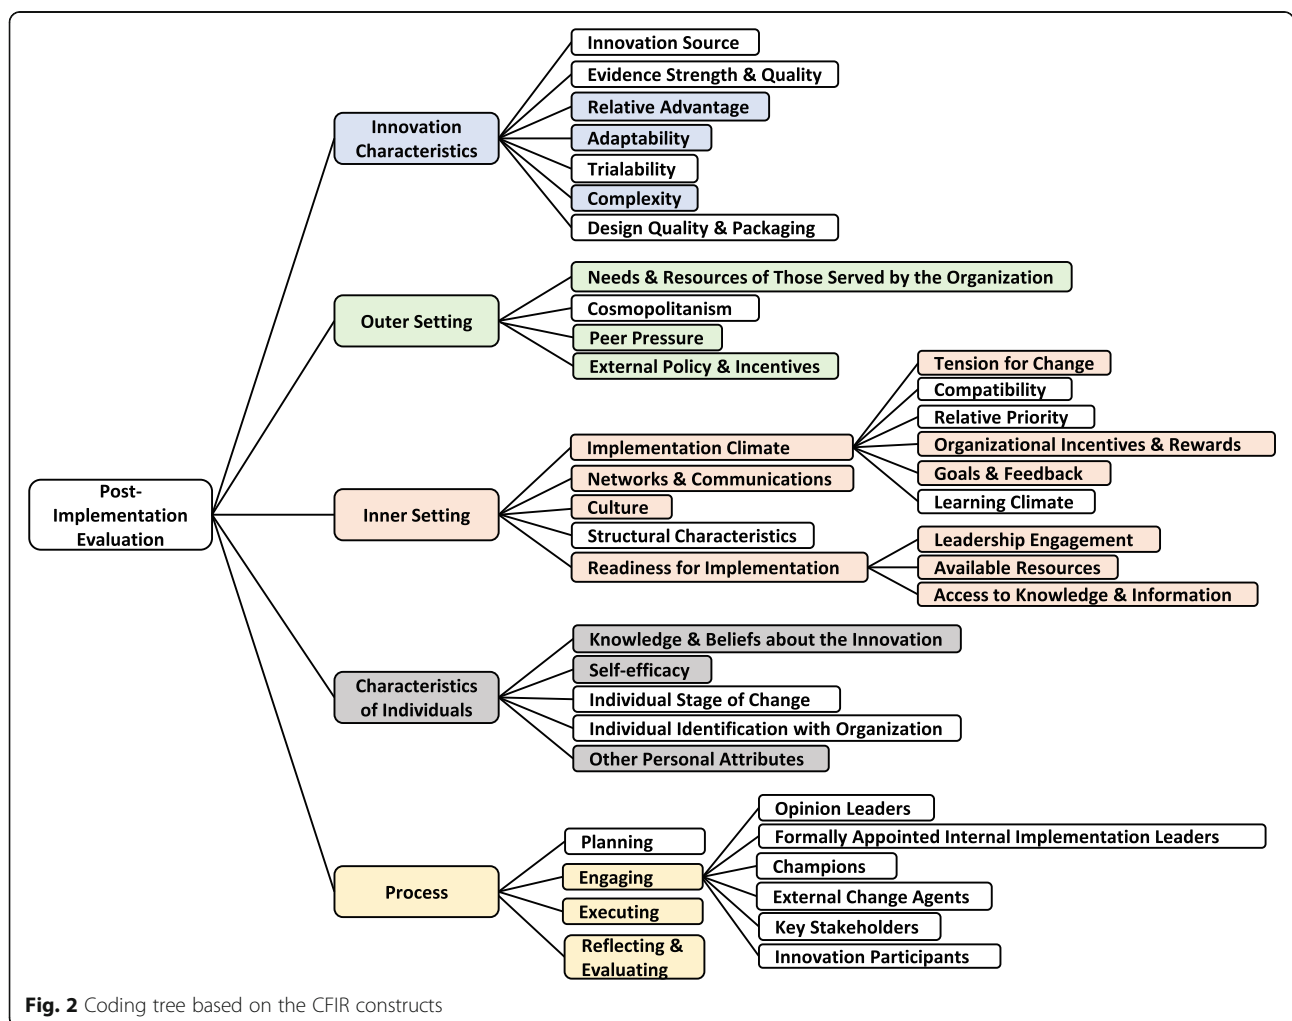 Innovation Source
Evidence Strength & Quality
Relative Advantage
Innovation
Characteristics
Adaptability
Trialability
Complexity
Design Quality & Packaging
Needs & Resources of Those Served by the Organization
Outer Setting
Cosmopolitanism
Peer Pressure
External Policy & Incentives
Tension for Change
Compatibility
Relative Priority
Implementation Climate
Organizational Incentives & Rewards
Networks & Communications
Goals & Feedback
Post-
Implementation
Evaluation
Inner Setting
Culture
Learning Climate
Structural Characteristics
Leadership Engagement
Readiness for Implementation
Available Resources
Access to Knowledge & Information
Knowledge & Beliefs about the Innovation
Self-efficacy
Characteristics
of Individuals
Individual Stage of Change
Individual Identification with Organization
Other Personal Attributes
Opinion Leaders
Planning
Formally Appointed Internal Implementation Leaders
Engaging
Champions
Process
External Change Agents
Executing
Key Stakeholders
Reflecting &
Evaluating
Innovation Participants
Fig. 2 Coding tree based on the CFIR constructs